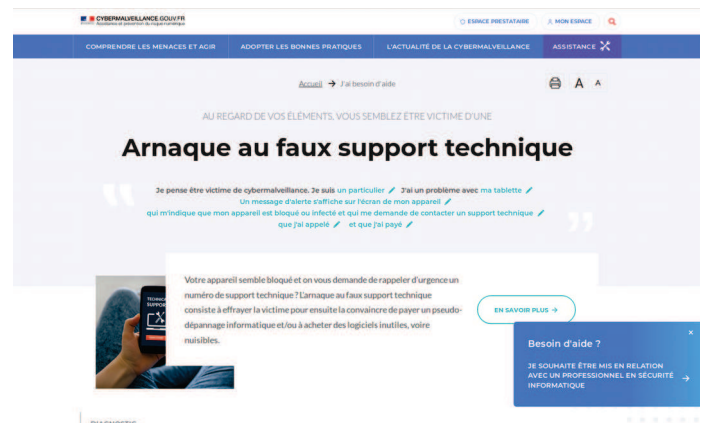 CYBERMALVEILLANCE.GOUV.FR
Assistance et prévention du risque numérique
ESPACE PRESTATAIRE
MON ESPACE
COMPRENDRE LES MENACES ET AGIR
ADOPTER LES BONNES PRATIQUES
L'ACTUALITÉ DE LA CYBERMALVEILLANCE
ASSISTANCE
Accueil → J'ai besoin d'aide
A A
AU REGARD DE VOS ÉLÉMENTS, VOUS SEMBLEZ ÊTRE VICTIME D'UNE
Arnaque au faux support technique
Je pense être victime de cybermalveillance. Je suis un particulier J'ai un problème avec ma tablette
Un message d'alerte s'affiche sur l'écran de mon appareil
qui m'indique que mon appareil est bloqué ou infecté et qui me demande de contacter un support technique
que j'ai appelé et que j'ai payé
Votre appareil semble bloqué et on vous demande de rappeler d'urgence un
numéro de support technique ? L'arnaque au faux support technique
consiste à effrayer la victime pour ensuite la convaincre de payer un pseudo-
dépannage informatique et/ou à acheter des logiciels inutiles, voire
nuisibles.
EN SAVOIR PLUS →
Besoin d'aide ?
JE SOUHAITE ÊTRE MIS EN RELATION
AVEC UN PROFESSIONNEL EN SÉCURITÉ →
INFORMATIQUE